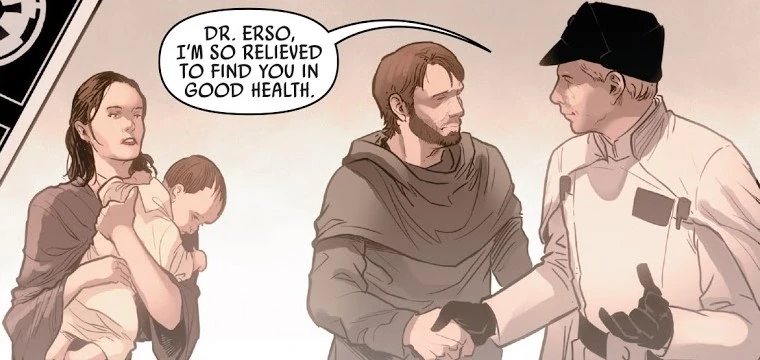 DR. ERSO,
I'M SO RELIEVED
TO FIND YOU IN
GOOD HEALTH.